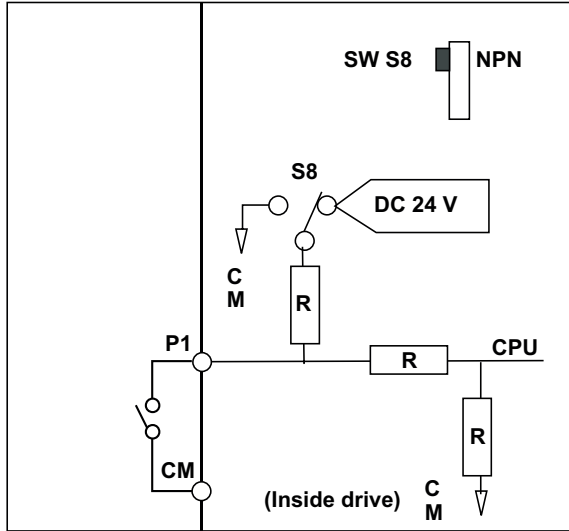 SW S8 NPN
S8
DC 24 V
C
M
R
P1
R
CPU
R
CM
(Inside drive)
C
M